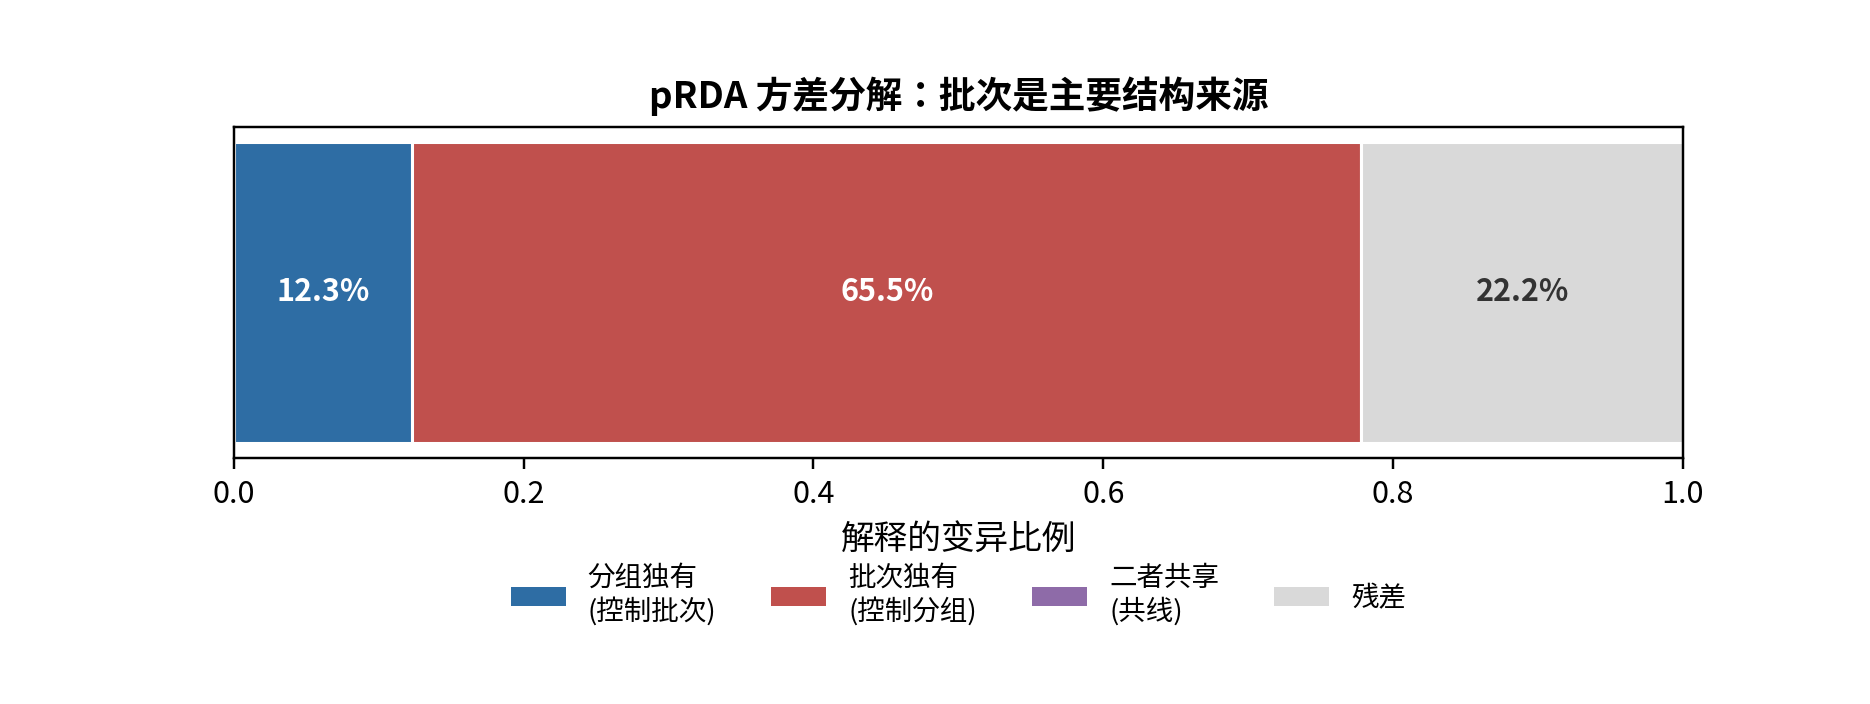 pRDA 方差分解：批次是主要结构来源
12.3%
65.5%
22.2%
0.0
0.2
0.4
0.6
0.8
1.0
解释的变异比例
分组独有
(控制批次)
批次独有
(控制分组)
二者共享
(共线)
残差